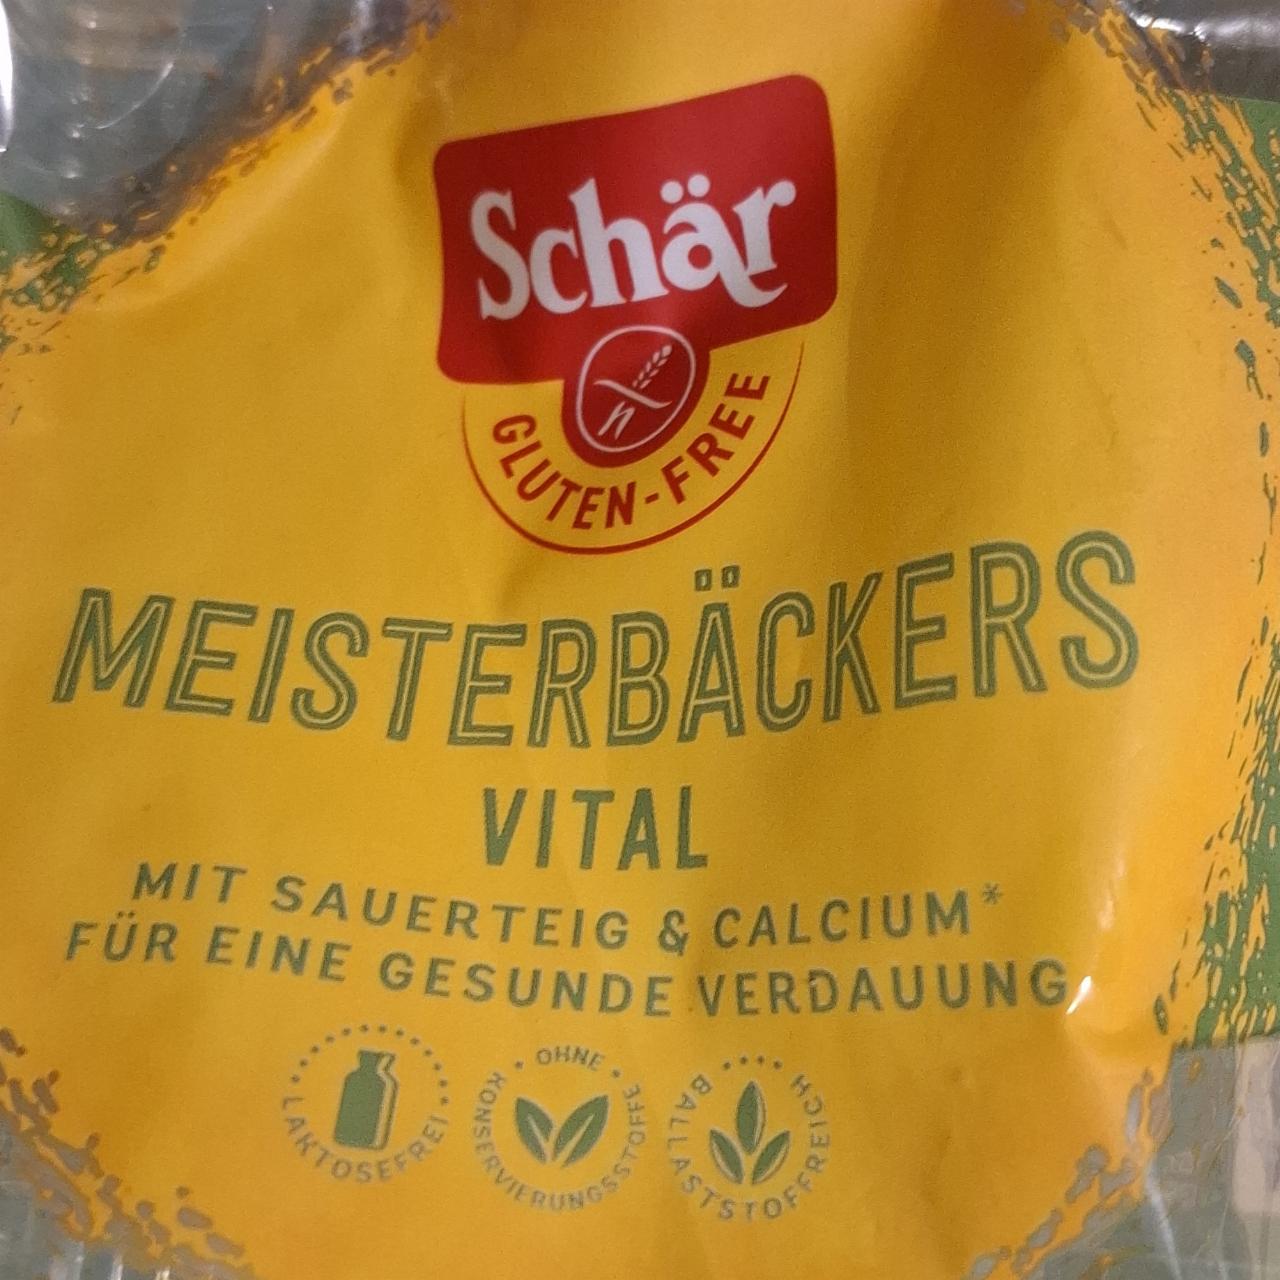 Schär
GLUTEN-FREE
MEISTERBÄCKERS
VITAL
MIT SAUERTEIG & CALCIUM*
FÜR EINE GESUNDE VERDAUUNG
LAKTOSEFREI
OHNE KONSERVIERUNGSSTOFFE
BALLASTSTOFFREICH